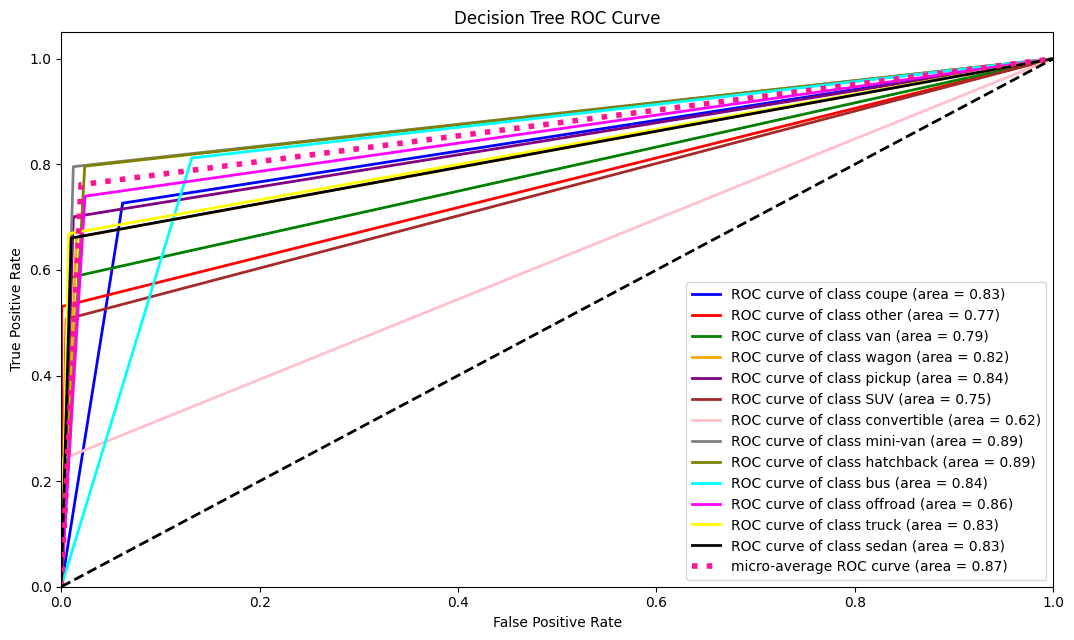 Decision Tree ROC Curve
True Positive Rate
1.0
0.8
0.6
0.4
0.2
0.0
ROC curve of class coupe (area = 0.83)
ROC curve of class other (area = 0.77)
ROC curve of class van (area = 0.79)
ROC curve of class wagon (area = 0.82)
ROC curve of class pickup (area = 0.84)
ROC curve of class SUV (area = 0.75)
ROC curve of class convertible (area = 0.62)
ROC curve of class mini-van (area = 0.89)
ROC curve of class hatchback (area = 0.89)
ROC curve of class bus (area = 0.84)
ROC curve of class offroad (area = 0.86)
ROC curve of class truck (area = 0.83)
ROC curve of class sedan (area = 0.83)
micro-average ROC curve (area = 0.87)
0.0 0.2 0.4 0.6 0.8 1.0
False Positive Rate